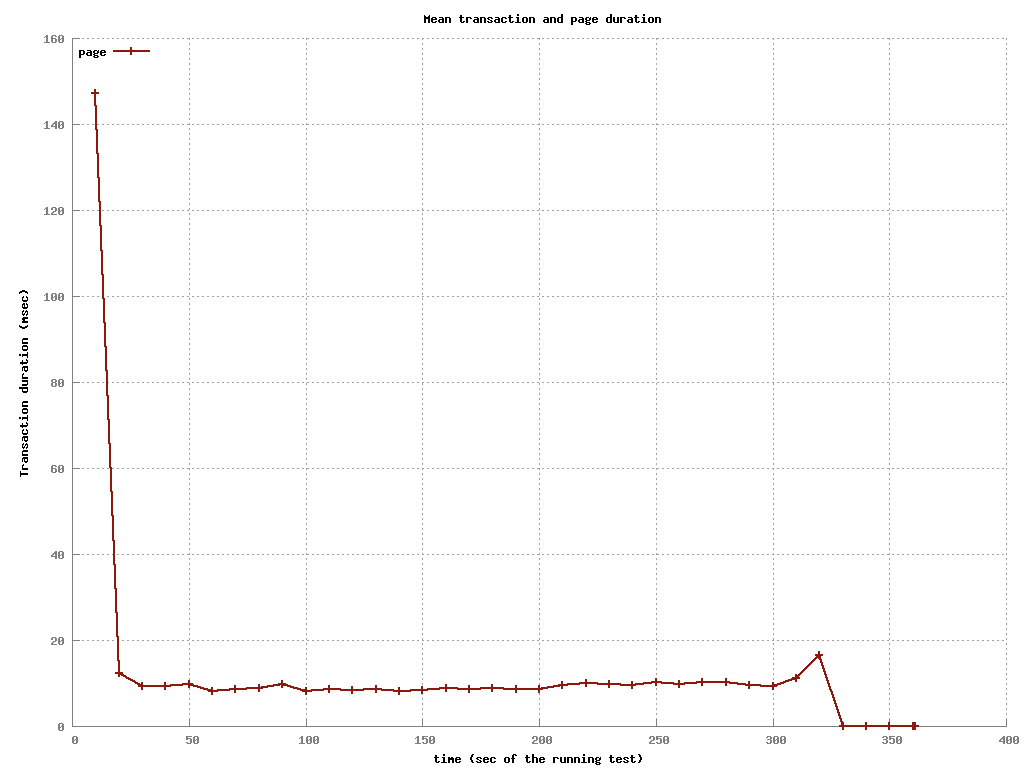 Mean transaction and page duration
page
160
140
120
100
80
60
40
20
0
Transaction duration (msec)
0 50 100 150 200 250 300 350 400
time (sec of the running test)